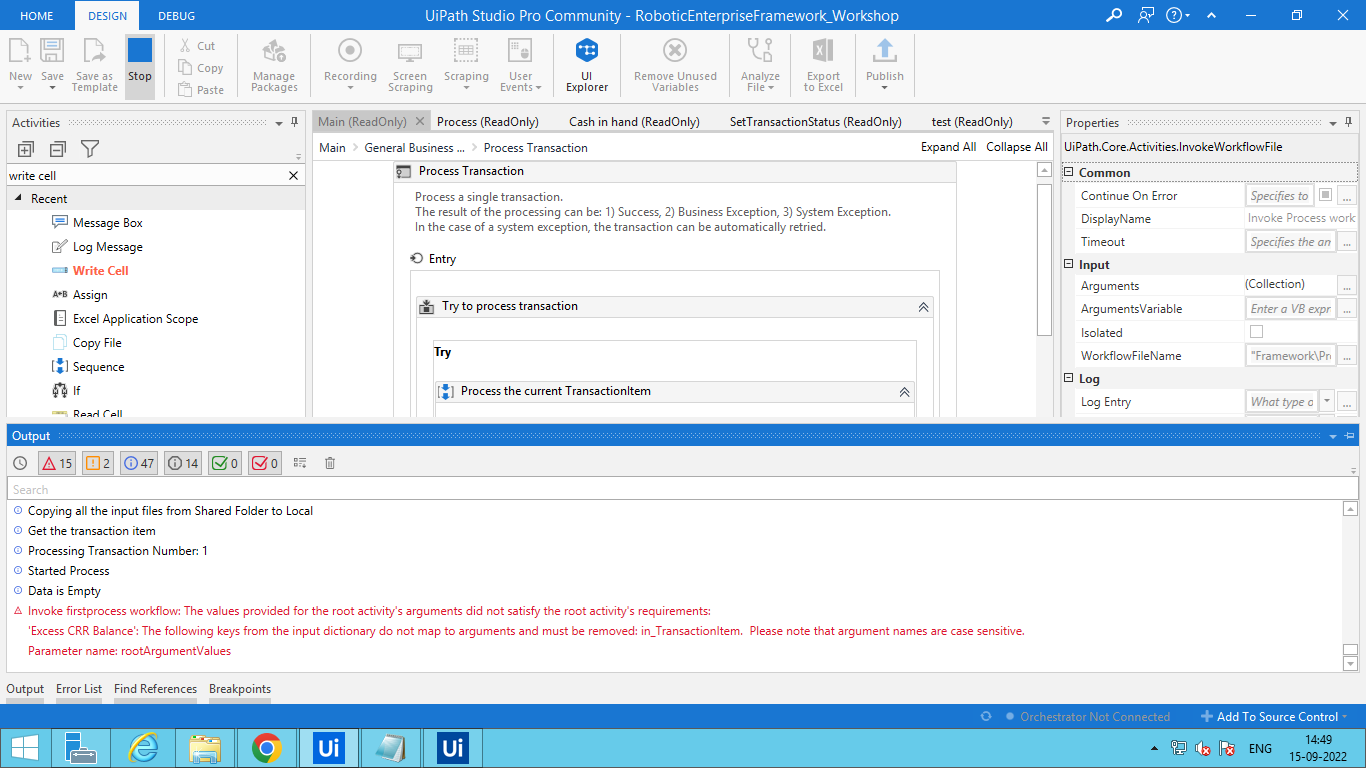 HOME DESIGN DEBUG UiPath Studio Pro Community - RoboticEnterpriseFramework_Workshop
New Save Save as Template Stop Cut Copy Paste Manage Packages Recording Screen Scraping Scraping User Events UI Explorer Remove Unused Variables Analyze File Export to Excel Publish
Activities
write cell
Recent
Message Box
Log Message
Write Cell
A*B Assign
Excel Application Scope
Copy File
Sequence
If
Read Cell
Main (ReadOnly) Process (ReadOnly) Cash in hand (ReadOnly) SetTransactionStatus (ReadOnly) test (ReadOnly)
Main > General Business ... > Process Transaction Expand All Collapse All
Process Transaction
Process a single transaction.
The result of the processing can be: 1) Success, 2) Business Exception, 3) System Exception.
In the case of a system exception, the transaction can be automatically retried.
Entry
Try to process transaction
Try
Process the current TransactionItem
Properties
UiPath.Core.Activities.InvokeWorkflowFile
Common
Continue On Error Specifies to ...
DisplayName Invoke Process work
Timeout Specifies the an ...
Input
Arguments (Collection) ...
ArgumentsVariable Enter a VB expr ...
Isolated
WorkflowFileName "Framework\Pr ...
Log
Log Entry What type o ...
Output
15 2 47 14 0 0
Search
Copying all the input files from Shared Folder to Local
Get the transaction item
Processing Transaction Number: 1
Started Process
Data is Empty
Invoke firstprocess workflow: The values provided for the root activity's arguments did not satisfy the root activity's requirements:
'Excess CRR Balance': The following keys from the input dictionary do not map to arguments and must be removed: in_TransactionItem. Please note that argument names are case sensitive.
Parameter name: rootArgumentValues
Output Error List Find References Breakpoints
Orchestrator Not Connected Add To Source Control
Ui Ui ENG 14:49
15-09-2022